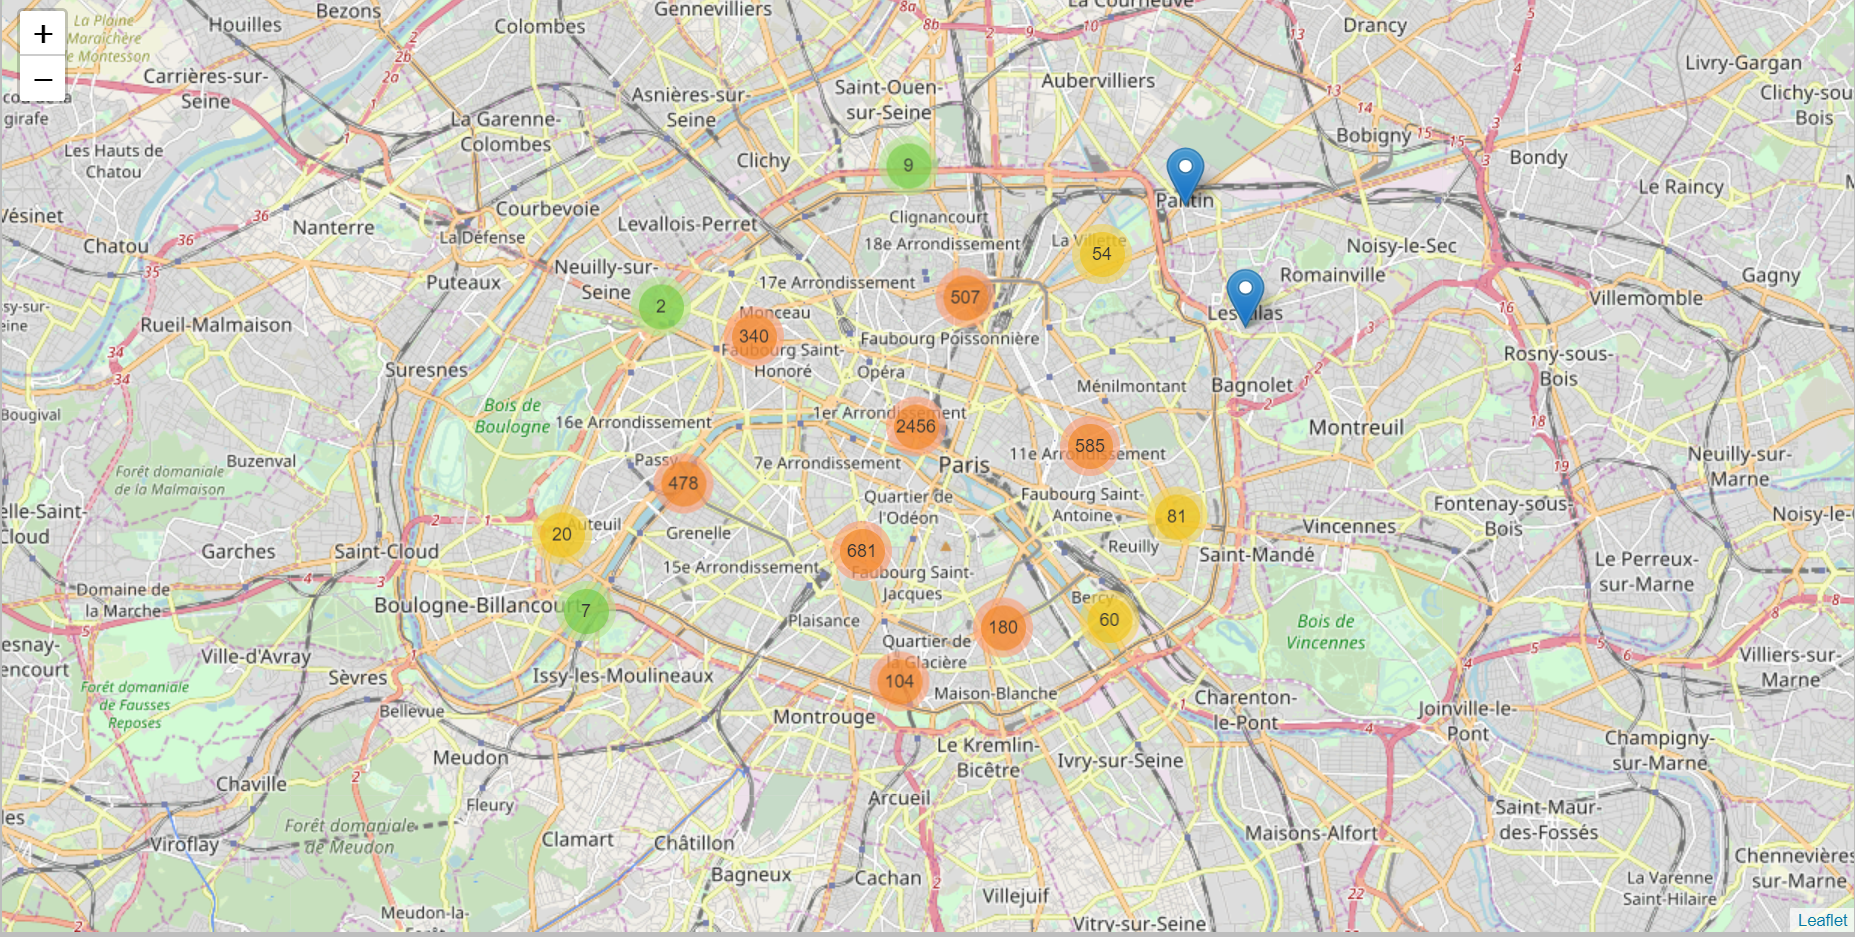 +
−
La Plaine
Maraîchère
de Montesson
Houilles
Bezons
Colombes
Gennevilliers
La Courneuve
Drancy
Livry-Gargan
Clichy-sou
Bois
Carrières-sur-
Seine
girafe
Les Hauts de
Chatou
La Garenne-
Colombes
Asnières-sur-
Seine
Saint-Ouen-
sur-Seine
Aubervilliers
Bobigny
Bondy
Le Raincy
Clichy
9
Pantin
Vésinet
Chatou
Nanterre
Courbevoie
La Défense
Levallois-Perret
Clignancourt
18e Arrondissement
La Villette
54
Noisy-le-Sec
Romainville
Gagny
Villemomble
Puteaux
Neuilly-sur-
Seine
2
17e Arrondissement
507
Monceau
340
Faubourg Saint-
Honoré
Opéra
Faubourg Poissonnière
Les Lilas
Rueil-Malmaison
Suresnes
Rosny-sous-
Bois
Bougival
Bois de
Boulogne
16e Arrondissement
1er Arrondissement
2456
Ménilmontant
Bagnolet
Montreuil
585
11e Arrondissement
Forêt domaniale
de la Malmaison
Buzenval
Passy
478
7e Arrondissement
Paris
Neuilly-sur-
Marne
Quartier de
l'Odéon
Faubourg Saint-
Antoine
81
Vincennes
Fontenay-sous-
Bois
Noisy-le-
elle-Saint-
Cloud
Garches
Saint-Cloud
20
Auteuil
Grenelle
681
15e Arrondissement
Faubourg Saint-
Jacques
Reuilly
Saint-Mandé
Le Perreux-
sur-Marne
Domaine de
la Marche
Boulogne-Billancourt
7
Plaisance
180
Bercy
60
Bois de
Vincennes
esnay-
encourt
Ville-d'Avray
Sèvres
Issy-les-Moulineaux
Quartier de
la Glacière
104
Maison-Blanche
Villiers-sur-
Marne
Forêt domaniale
de Fausses
Reposes
Bellevue
Montrouge
Charenton-
le-Pont
Joinville-le-
Pont
Meudon
Le Kremlin-
Bicêtre
Ivry-sur-Seine
Champigny-
sur-Marne
Chaville
Fleury
Arcueil
Saint-Maur-
des-Fossés
Viroflay
Forêt domaniale
de Meudon
Clamart
Châtillon
Maisons-Alfort
Bagneux
Cachan
Villejuif
La Varenne
Saint-Hilaire
Chennevières
sur-Marne
Meudon-la-
Vitry-sur-Seine
Leaflet